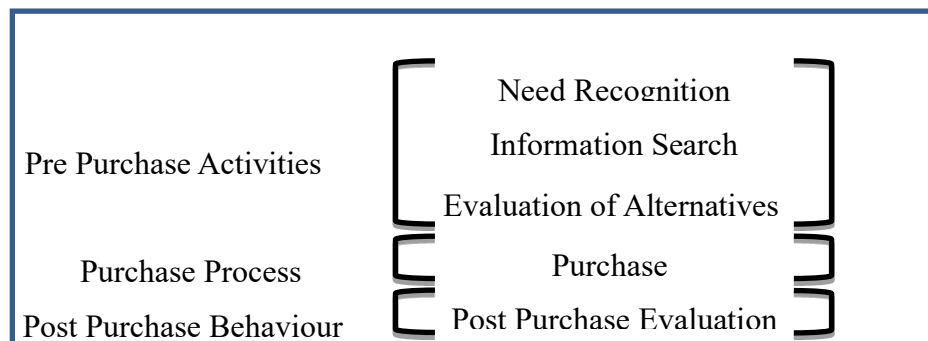 Need Recognition
Information Search
Pre Purchase Activities
Evaluation of Alternatives
Purchase Process
Purchase
Post Purchase Behaviour
Post Purchase Evaluation